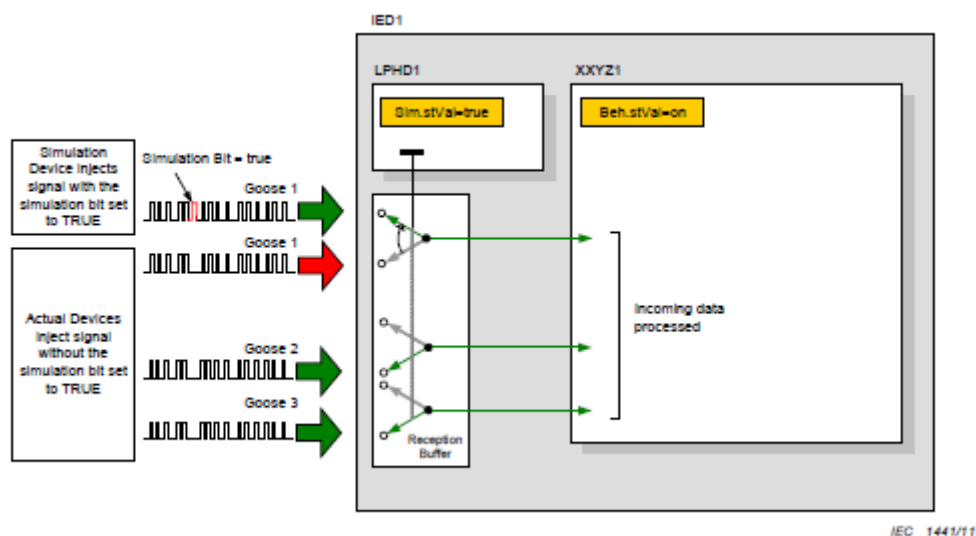 IED1
LPHD1
XXYZ1
Sim.stVal=true
Beh.stVal=on
Simulation
Device injects
signal with the
simulation bit set
to TRUE
Simulation Bit = true
Goose 1
Goose 1
Actual Devices
inject signal
without the
simulation bit set
to TRUE
Goose 2
Goose 3
Incoming data
processed
Reception
Buffer
IEC 1441/11